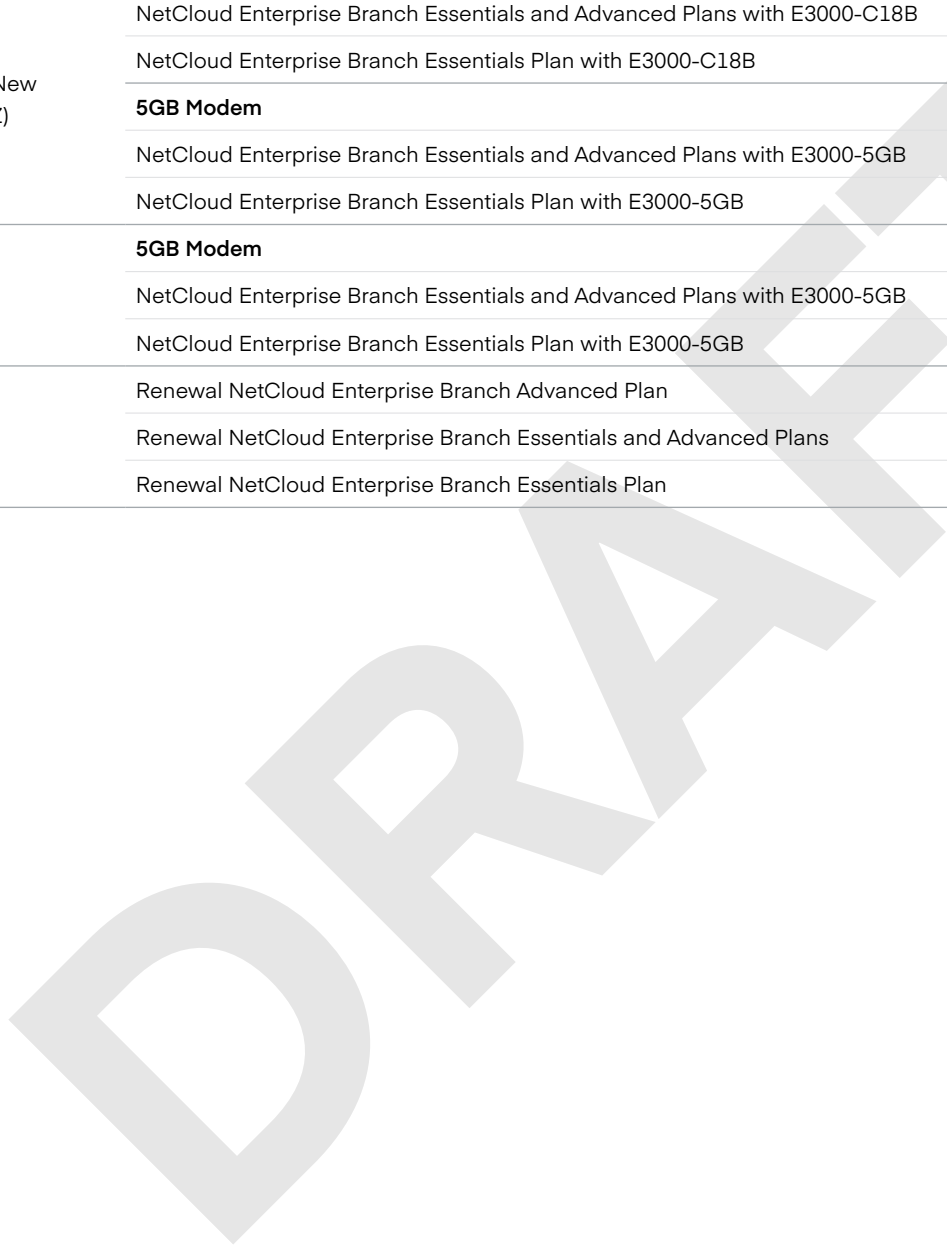 NetCloud Enterprise Branch Essentials and Advanced Plans with E3000-C18B
NetCloud Enterprise Branch Essentials Plan with E3000-C18B
New
5GB Modem
NetCloud Enterprise Branch Essentials and Advanced Plans with E3000-5GB
NetCloud Enterprise Branch Essentials Plan with E3000-5GB
5GB Modem
NetCloud Enterprise Branch Essentials and Advanced Plans with E3000-5GB
NetCloud Enterprise Branch Essentials Plan with E3000-5GB
Renewal NetCloud Enterprise Branch Advanced Plan
Renewal NetCloud Enterprise Branch Essentials and Advanced Plans
Renewal NetCloud Enterprise Branch Essentials Plan
DRAFT